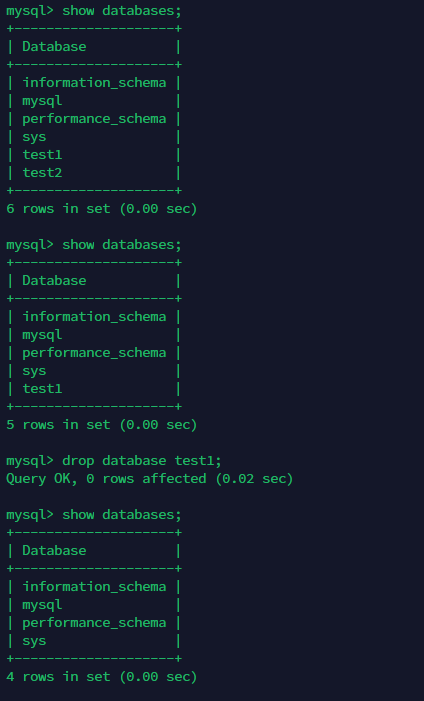 mysql> show databases;
+--------------------+
| Database           |
+--------------------+
| information_schema |
| mysql              |
| performance_schema |
| sys                |
| test1              |
| test2              |
+--------------------+
6 rows in set (0.00 sec)

mysql> show databases;
+--------------------+
| Database           |
+--------------------+
| information_schema |
| mysql              |
| performance_schema |
| sys                |
| test1              |
+--------------------+
5 rows in set (0.00 sec)

mysql> drop database test1;
Query OK, 0 rows affected (0.02 sec)

mysql> show databases;
+--------------------+
| Database           |
+--------------------+
| information_schema |
| mysql              |
| performance_schema |
| sys                |
+--------------------+
4 rows in set (0.00 sec)